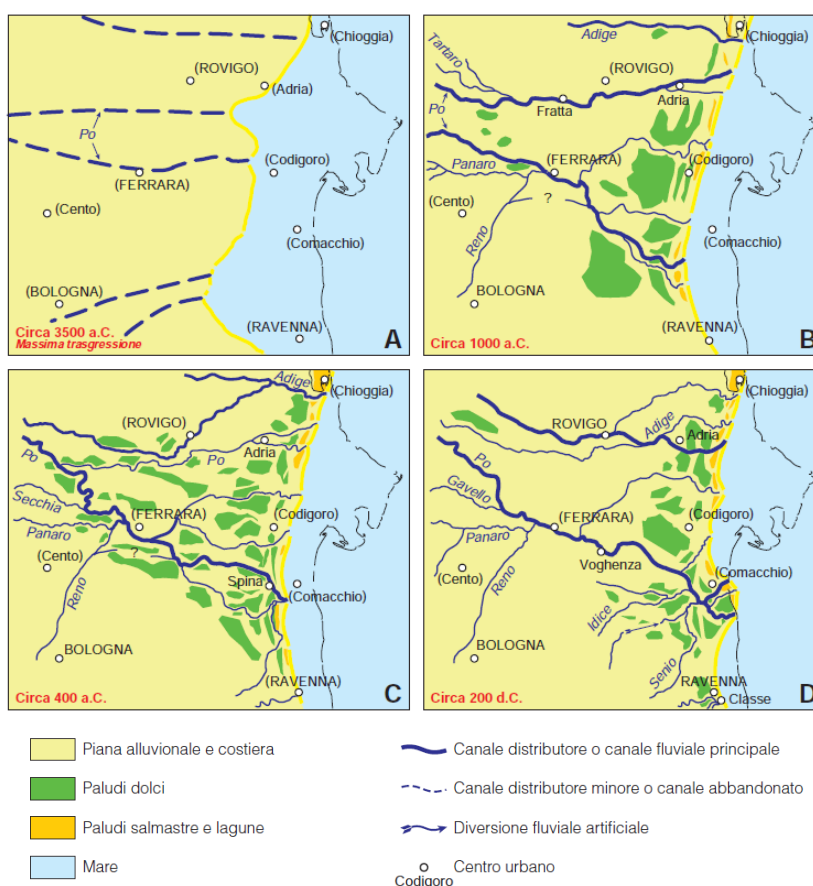 (Chioggia)
(ROVIGO)
(Adria)
Po
(Codigoro)
(FERRARA)
(Cento)
(Comacchio)
(BOLOGNA)
(RAVENNA)
Circa 3500 a.C.
Massima trasgressione
A
Adige
(Chioggia)
Tartaro
(ROVIGO)
Po
Fratta
Adria
Panaro
(FERRARA)
(Codigoro)
(Cento)
?
Reno
(Comacchio)
BOLOGNA
(RAVENNA)
Circa 1000 a.C.
B
Adige
(Chioggia)
(ROVIGO)
Adria
Po
Po
Secchia
(FERRARA)
(Codigoro)
Panaro
(Cento)
?
Reno
Spina
(Comacchio)
BOLOGNA
(RAVENNA)
Circa 400 a.C.
C
(Chioggia)
ROVIGO
Adige
Adria
Po
Gavello
(FERRARA)
(Codigoro)
Panaro
Voghenza
(Cento)
(Comacchio)
Reno
Idice
BOLOGNA
Senio
RAVENNA
Classe
Circa 200 d.C.
D
Piana alluvionale e costiera
Paludi dolci
Paludi salmastre e lagune
Mare
Canale distributore o canale fluviale principale
Canale distributore minore o canale abbandonato
Diversione fluviale artificiale
Centro urbano
Codigoro